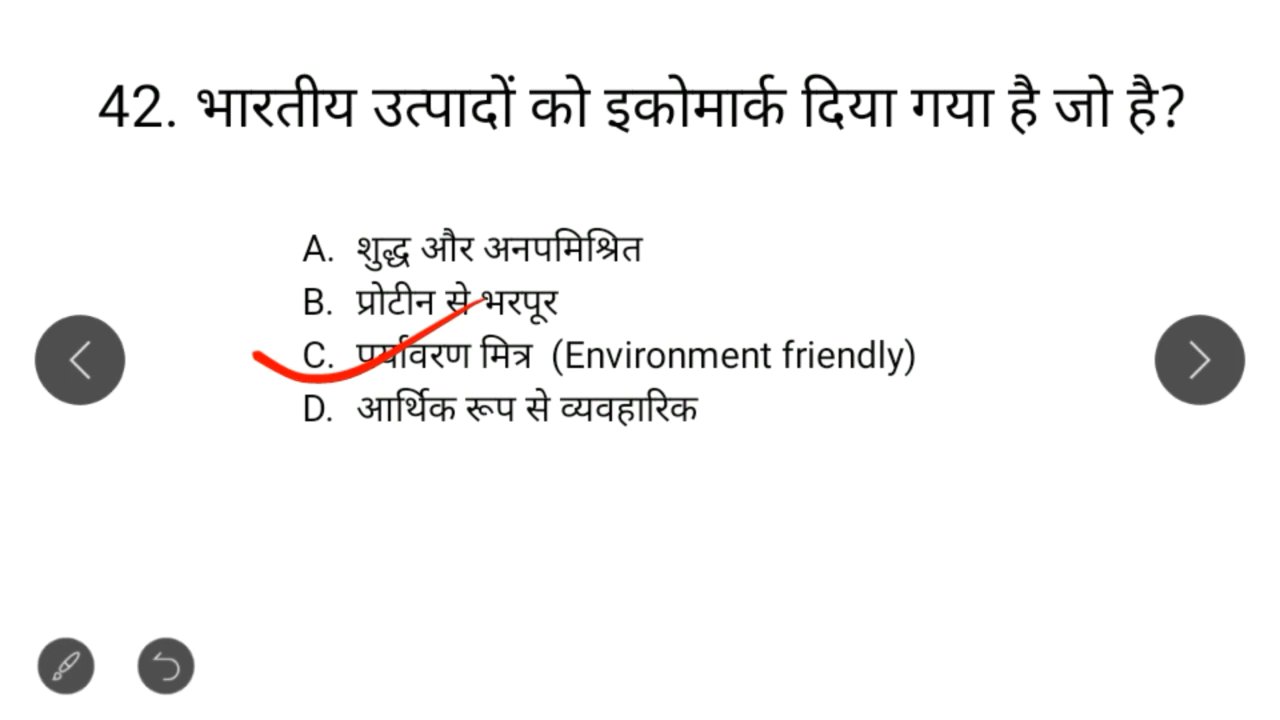 42. भारतीय उत्पादों को इकोमार्क दिया गया है जो है?
A. शुद्ध और अनपमिश्रित
B. प्रोटीन से भरपूर
C. पर्यावरण मित्र (Environment friendly)
D. आर्थिक रूप से व्यवहारिक